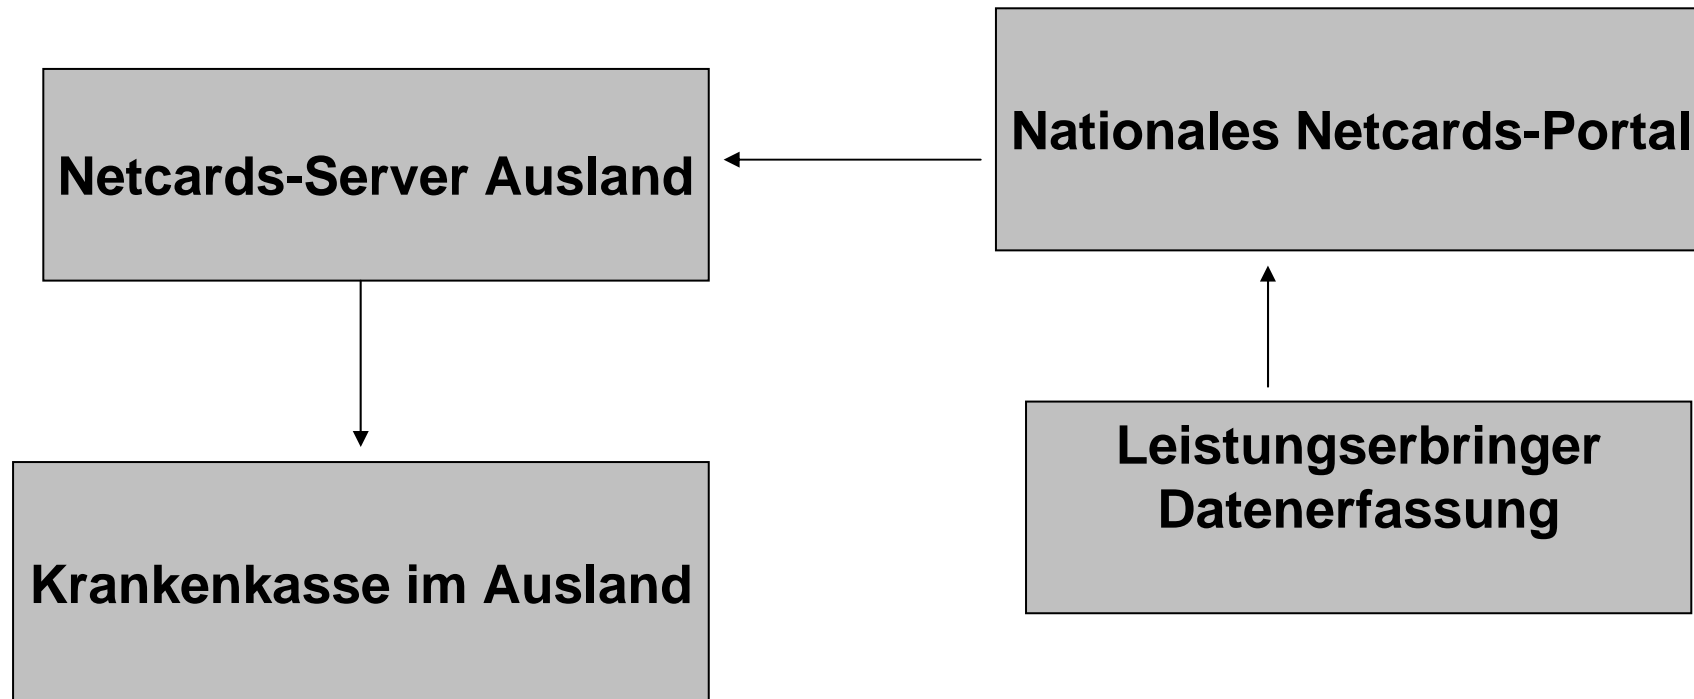 Nationales Netcards-Portal
Netcards-Server Ausland
Leistungserbringer
Datenerfassung
Krankenkasse im Ausland